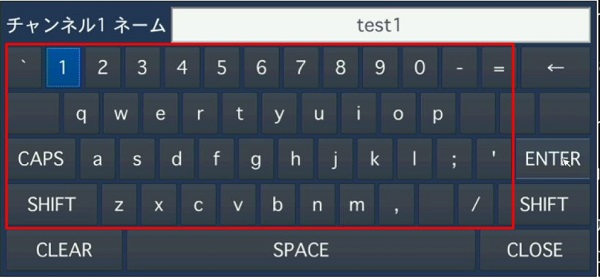 チャンネル1 ネーム test1
` 1 2 3 4 5 6 7 8 9 0 - = ←
q w e r t y u i o p
CAPS a s d f g h j k l ; ' ENTER
SHIFT z x c v b n m , / SHIFT
CLEAR SPACE CLOSE